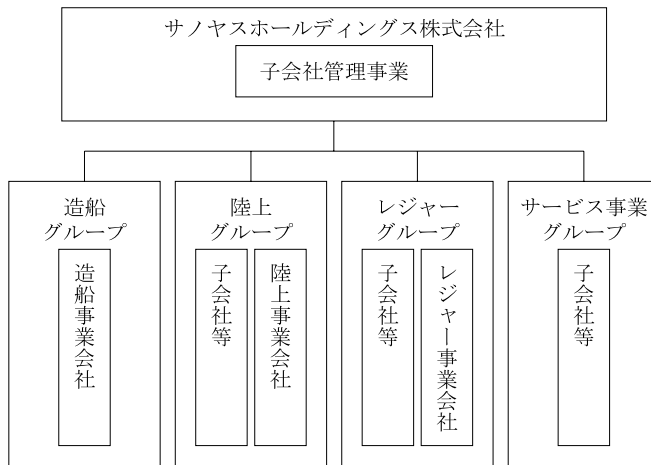 サノヤスホールディングス株式会社
子会社管理事業
造船
グループ
造船事業会社
陸上
グループ
子会社等
陸上事業会社
レジャー
グループ
子会社等
レジャー事業会社
サービス事業
グループ
子会社等